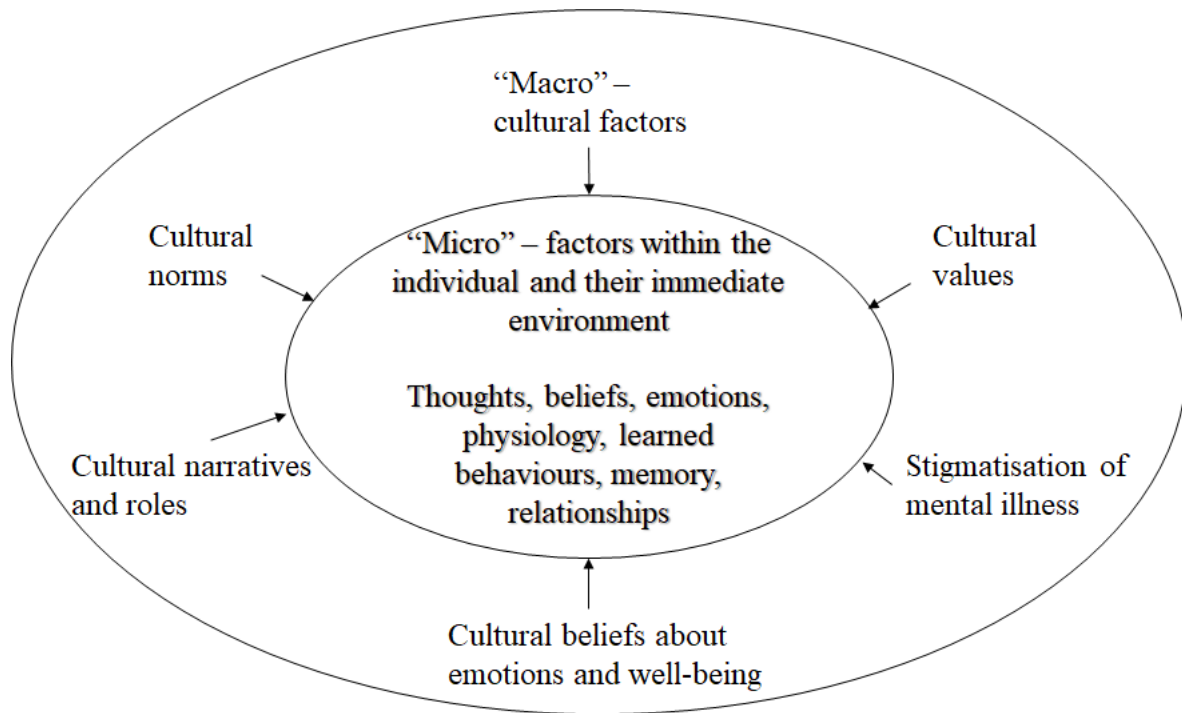 “Macro” –
cultural factors
Cultural
norms
“Micro” – factors within the
individual and their immediate
environment
Cultural
values
Thoughts, beliefs, emotions,
physiology, learned
behaviours, memory,
relationships
Cultural narratives
and roles
Stigmatisation of
mental illness
Cultural beliefs about
emotions and well-being